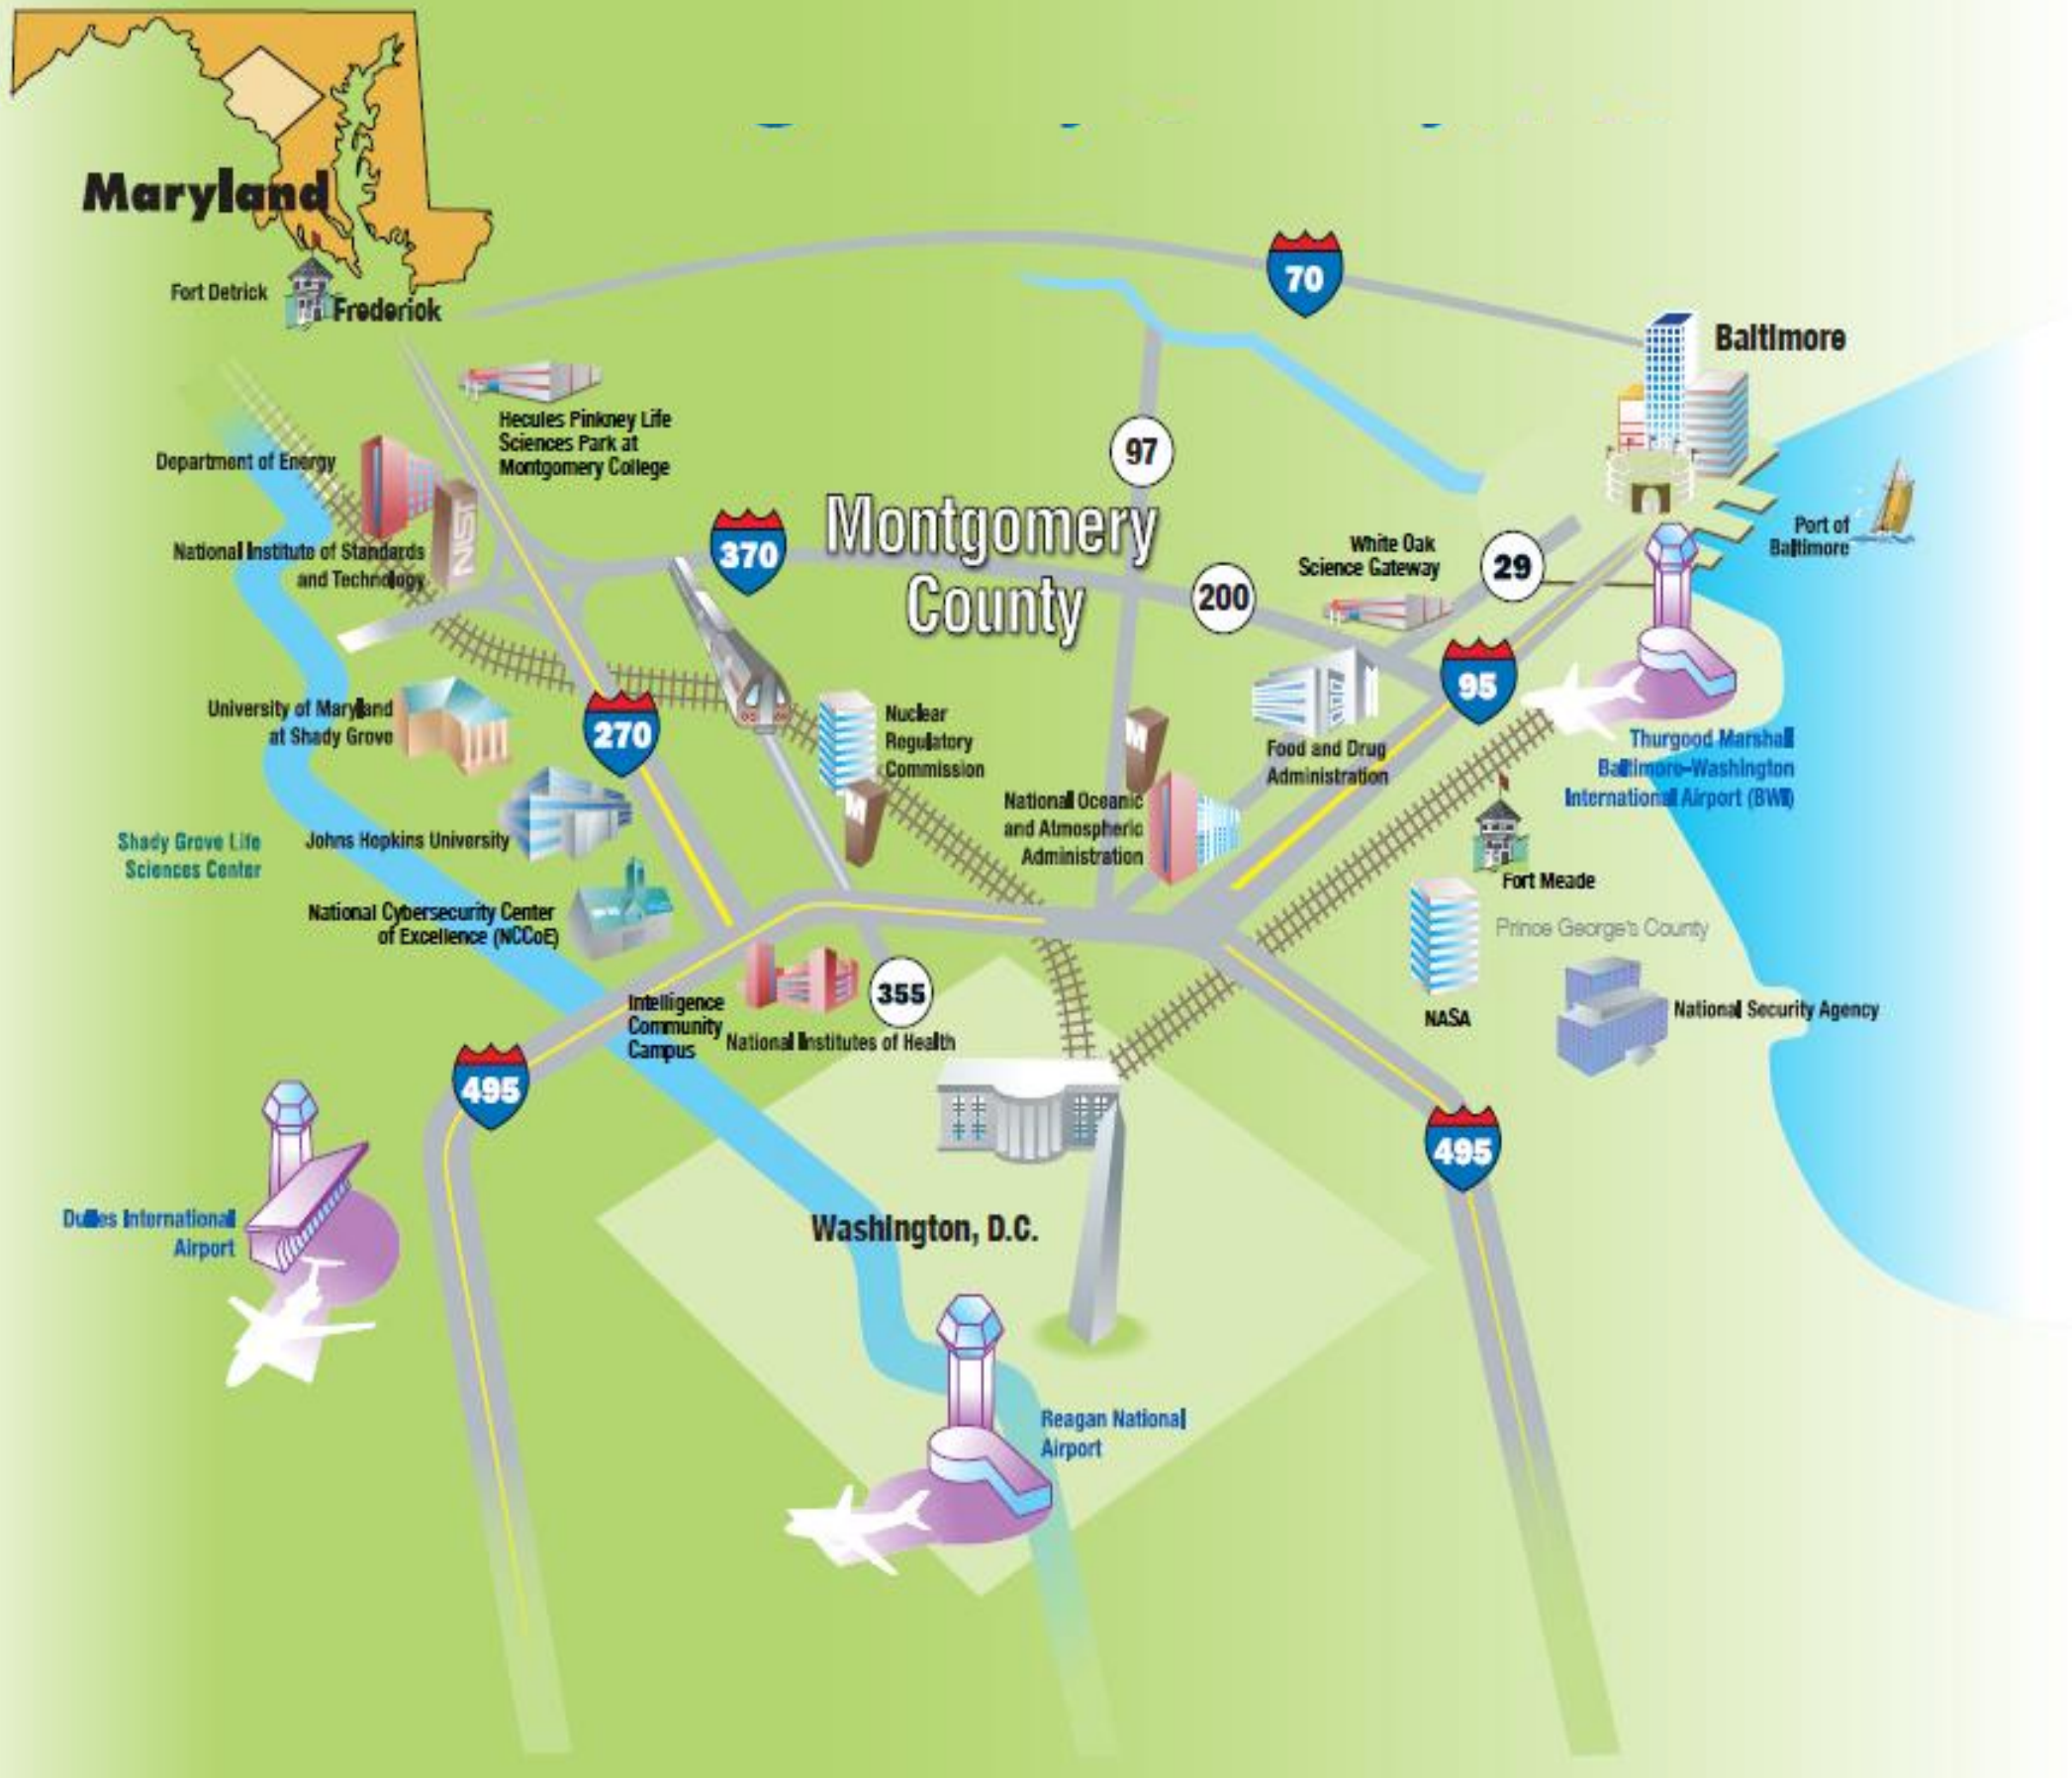 Maryland
Fort Detrick
Frederick
70
Baltimore
Hecules Pinkney Life
Sciences Park at
Montgomery College
97
Department of Energy
NIST
Montgomery
County
370
National Institute of Standards
and Technology
White Oak
Science Gateway
29
Port of
Baltimore
200
95
University of Maryland
at Shady Grove
270
Nuclear
Regulatory
Commission
M
M
Food and Drug
Administration
Thurgood Marshall
Baltimore-Washington
International Airport (BWI)
National Oceanic
and Atmospheric
Administration
Shady Grove Life
Sciences Center
Johns Hopkins University
Fort Meade
National Cybersecurity Center
of Excellence (NCCoE)
Prince George's County
355
Intelligence
Community
Campus
National Institutes of Health
NASA
National Security Agency
495
495
Dulles International
Airport
Washington, D.C.
Reagan National
Airport